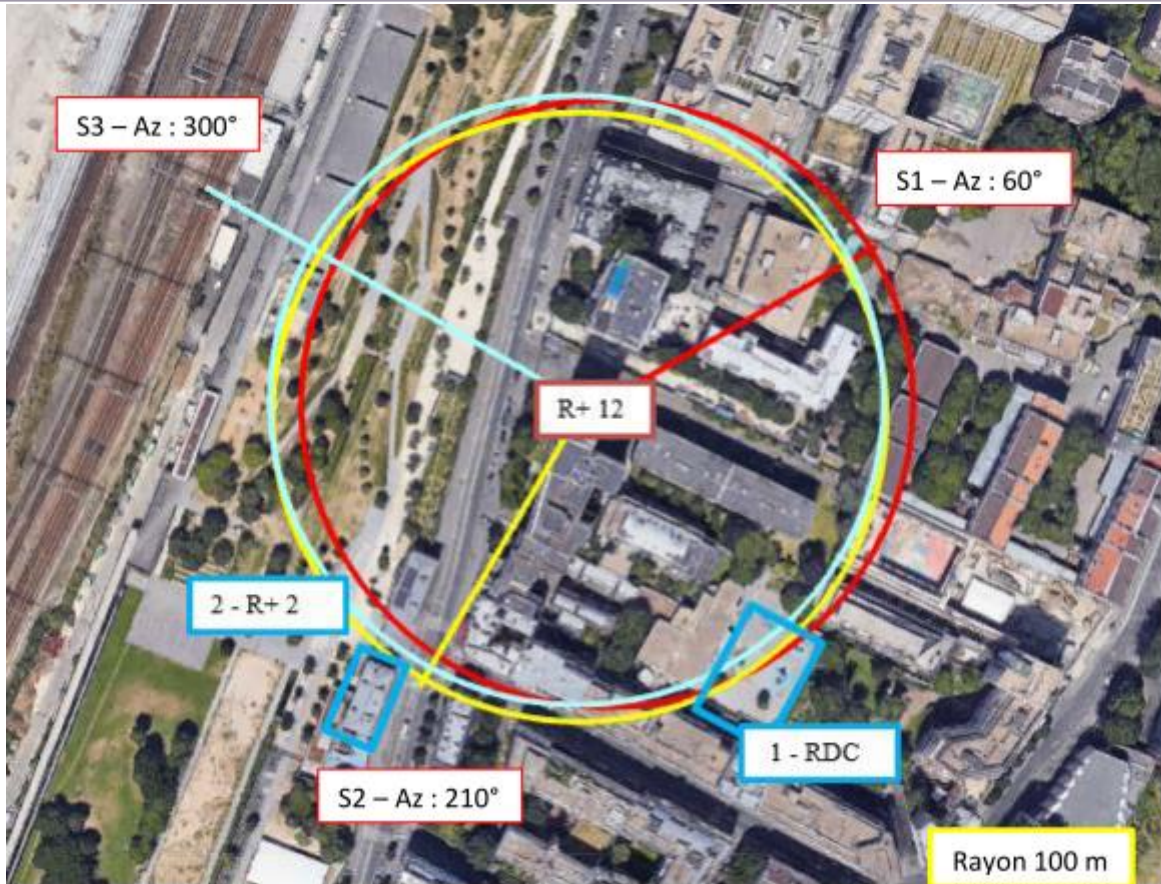 S3 – Az : 300°
S1 – Az : 60°
R+ 12
2 - R+ 2
1 - RDC
S2 – Az : 210°
Rayon 100 m